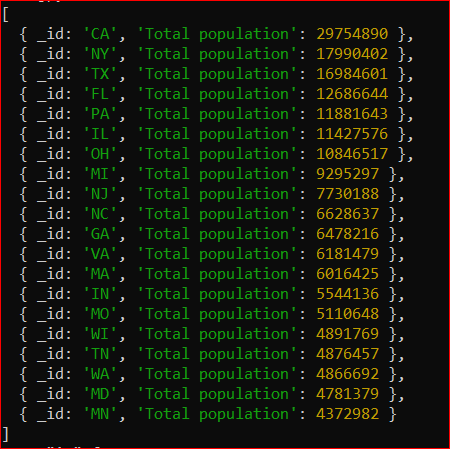 [
  { _id: 'CA', 'Total population': 29754890 },
  { _id: 'NY', 'Total population': 17990402 },
  { _id: 'TX', 'Total population': 16984601 },
  { _id: 'FL', 'Total population': 12686644 },
  { _id: 'PA', 'Total population': 11881643 },
  { _id: 'IL', 'Total population': 11427576 },
  { _id: 'OH', 'Total population': 10846517 },
  { _id: 'MI', 'Total population': 9295297 },
  { _id: 'NJ', 'Total population': 7730188 },
  { _id: 'NC', 'Total population': 6628637 },
  { _id: 'GA', 'Total population': 6478216 },
  { _id: 'VA', 'Total population': 6181479 },
  { _id: 'MA', 'Total population': 6016425 },
  { _id: 'IN', 'Total population': 5544136 },
  { _id: 'MO', 'Total population': 5110648 },
  { _id: 'WI', 'Total population': 4891769 },
  { _id: 'TN', 'Total population': 4876457 },
  { _id: 'WA', 'Total population': 4866692 },
  { _id: 'MD', 'Total population': 4781379 },
  { _id: 'MN', 'Total population': 4372982 }
]